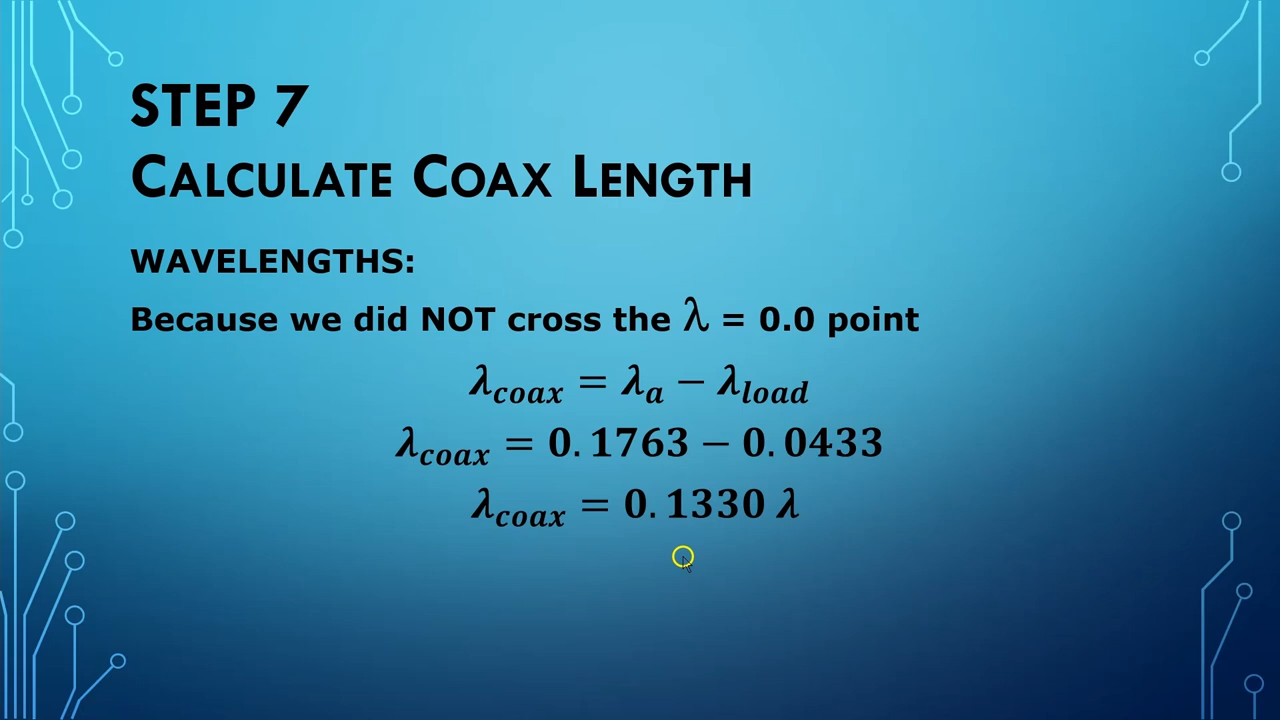 STEP 7
CALCULATE COAX LENGTH
WAVELENGTHS:
Because we did NOT cross the λ = 0.0 point
λcoax = λa − λload
λcoax = 0.1763 − 0.0433
λcoax = 0.1330 λ